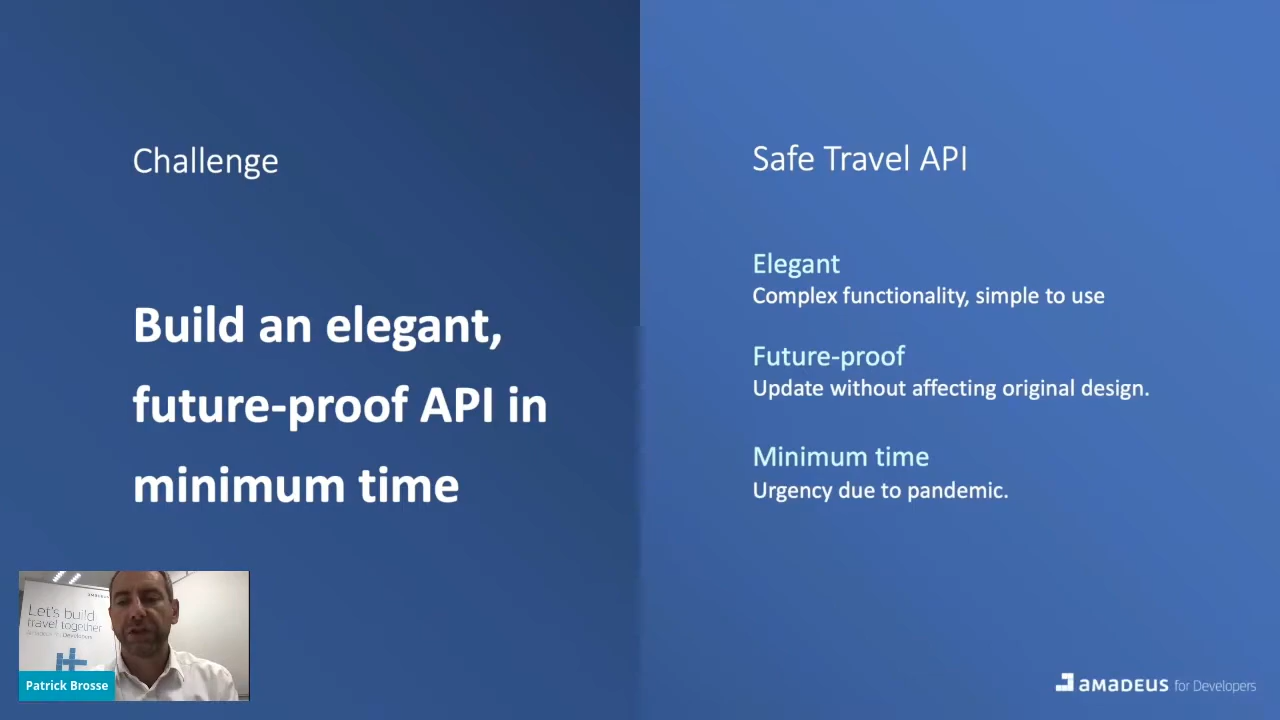 Challenge
Build an elegant,
future-proof API in
minimum time
Safe Travel API
Elegant
Complex functionality, simple to use
Future-proof
Update without affecting original design.
Minimum time
Urgency due to pandemic.
amadeus
Let's build
travel together
Patrick Brosse
amadeus for Developers